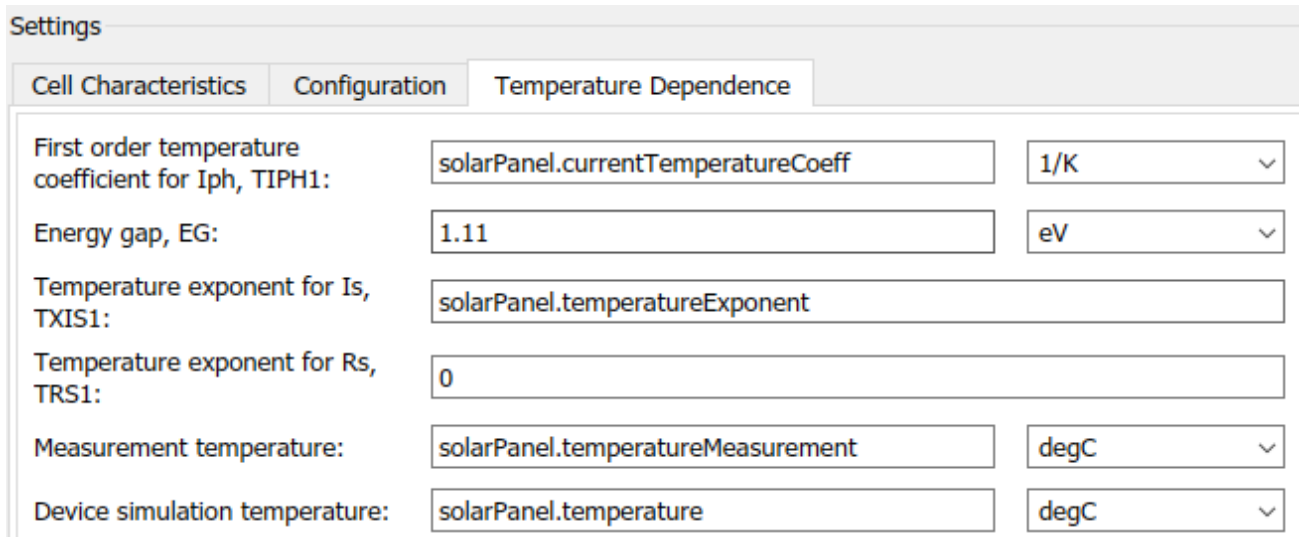 Settings
Cell Characteristics Configuration Temperature Dependence
First order temperature
coefficient for Iph, TIPH1: solarPanel.currentTemperatureCoeff 1/K
Energy gap, EG: 1.11 eV
Temperature exponent for Is,
TXIS1: solarPanel.temperatureExponent
Temperature exponent for Rs,
TRS1: 0
Measurement temperature: solarPanel.temperatureMeasurement degC
Device simulation temperature: solarPanel.temperature degC